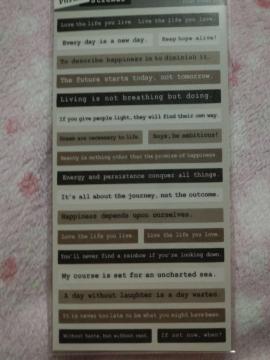 Love the life you live. Live the life you love.
Every day is a new day. Keep hope alive!
To describe happiness is to diminish it.
The future starts today, not tomorrow.
Living is not breathing but doing.
If you give people light, they will find their own way.
Dreams are necessary to life. Boys, be ambitious!
Beauty is nothing other than the promise of happiness.
Energy and persistance conquer all things.
It's all about the journey, not the outcome.
Happiness depends upon ourselves.
Love the life you live. Live the life you love.
You'll never find a rainbow if you're looking down.
My course is set for an uncharted sea.
A day without laughter is a day wasted.
It is never too late to be what you might have been.
Without haste, but without rest. If not now, when?